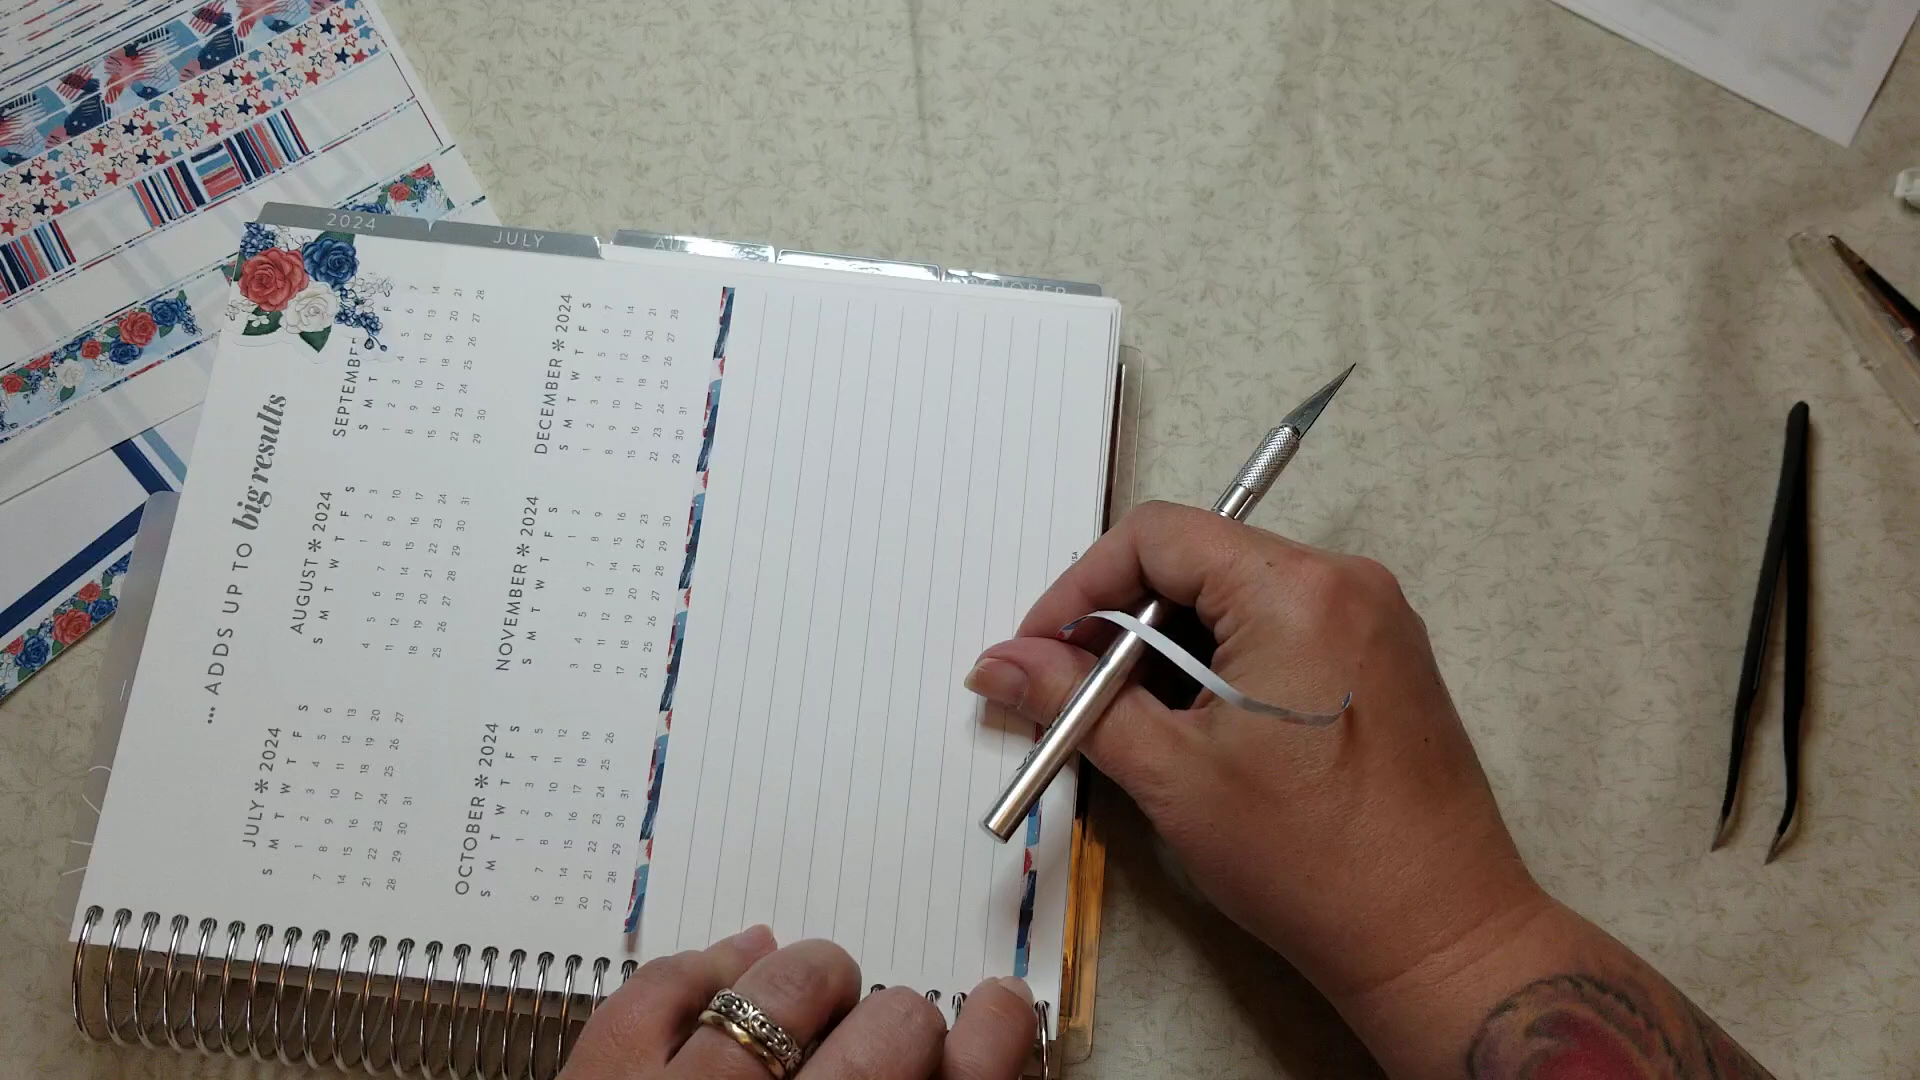 2024
JULY
AU
OCTOBER
... ADDS UP TO big results
JULY * 2024
S M T W T F S
1 2 3 4 5 6
7 8 9 10 11 12 13
14 15 16 17 18 19 20
21 22 23 24 25 26 27
28 29 30 31
AUGUST * 2024
S M T W T F S
1 2 3
4 5 6 7 8 9 10
11 12 13 14 15 16 17
18 19 20 21 22 23 24
25 26 27 28 29 30 31
SEPTEMBER
S M T F S
1 2 3 4 5 6 7
8 9 10 11 12 13 14
15 16 17 18 19 20 21
22 23 24 25 26 27 28
29 30
OCTOBER * 2024
S M T W T F S
1 2 3 4 5
6 7 8 9 10 11 12
13 14 15 16 17 18 19
20 21 22 23 24 25 26
27 28 29 30 31
NOVEMBER * 2024
S M T W T F S
1 2
3 4 5 6 7 8 9
10 11 12 13 14 15 16
17 18 19 20 21 22 23
24 25 26 27 28 29 30
DECEMBER * 2024
S M T W T F S
1 2 3 4 5 6 7
8 9 10 11 12 13 14
15 16 17 18 19 20 21
22 23 24 25 26 27 28
29 30 31
USA